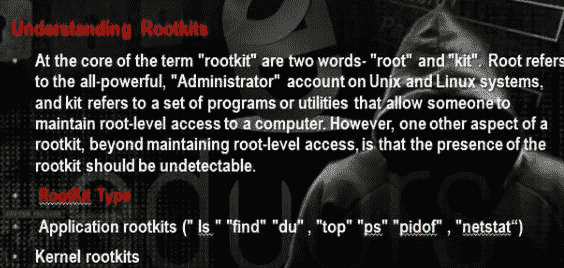 Understanding Rootkits
At the core of the term "rootkit" are two words- "root" and "kit". Root refers
to the all-powerful, "Administrator" account on Unix and Linux systems,
and kit refers to a set of programs or utilities that allow someone to
maintain root-level access to a computer. However, one other aspect of a
rootkit, beyond maintaining root-level access, is that the presence of the
rootkit should be undetectable.
RootKit Type
Application rootkits (" ls " "find" "du" , "top" "ps" "pidof" , "netstat“)
Kernel rootkits